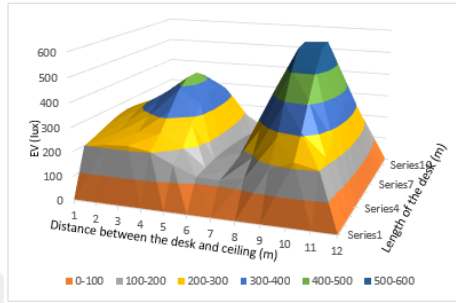 600
500
400
300
200
100
0
EV (lux)
1 2 3 4 5 6 7 8 9 10 11 12
Distance between the desk and ceiling (m)
Series10
Series7
Series4
Series1
Length of the desk (m)
0-100 100-200 200-300 300-400 400-500 500-600